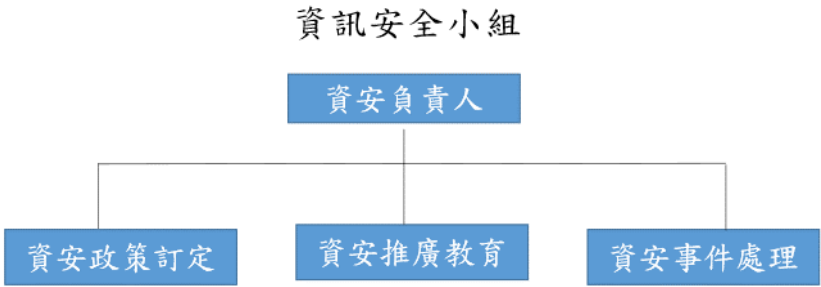 資訊安全小組
資安負責人
資安政策訂定
資安推廣教育
資安事件處理